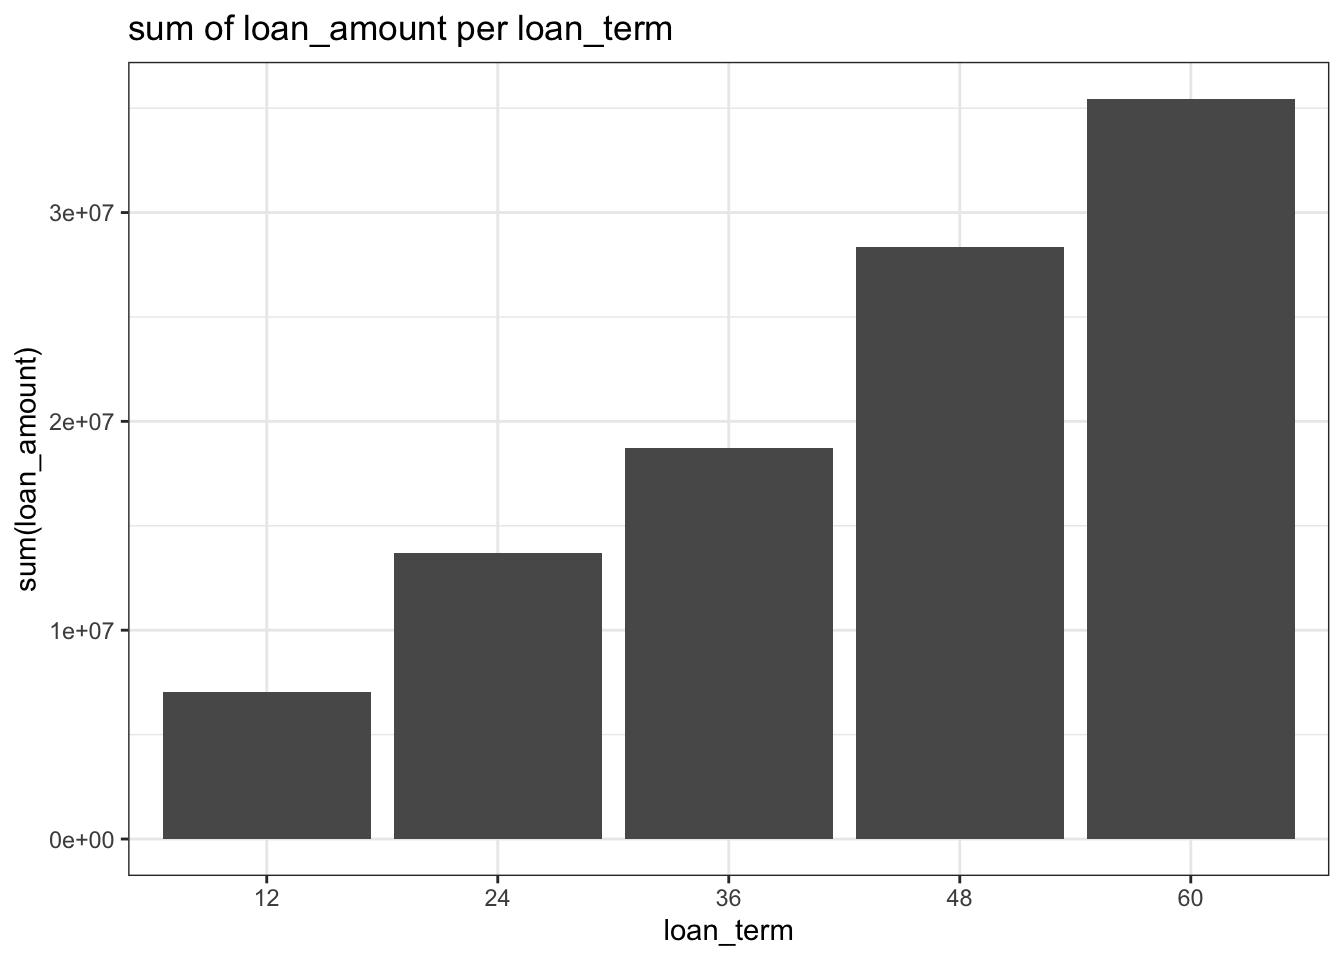 sum of loan_amount per loan_term
sum(loan_amount)
3e+07
2e+07
1e+07
0e+00
12 24 36 48 60
loan_term